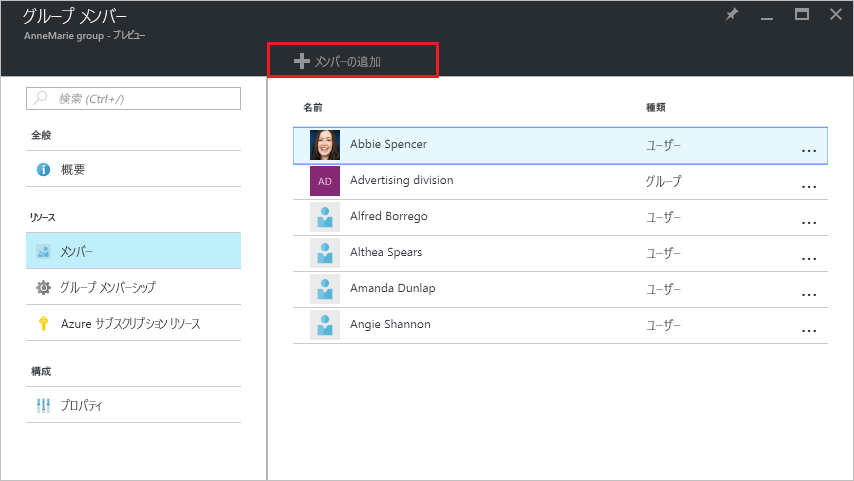 グループ メンバー
AnneMarie group - プレビュー
メンバーの追加
検索 (Ctrl+/)
全般
概要
リソース
メンバー
グループ メンバーシップ
Azure サブスクリプション リソース
構成
プロパティ
名前 種類
Abbie Spencer ユーザー ...
AD Advertising division グループ ...
Alfred Borrego ユーザー ...
Althea Spears ユーザー ...
Amanda Dunlap ユーザー ...
Angie Shannon ユーザー ...